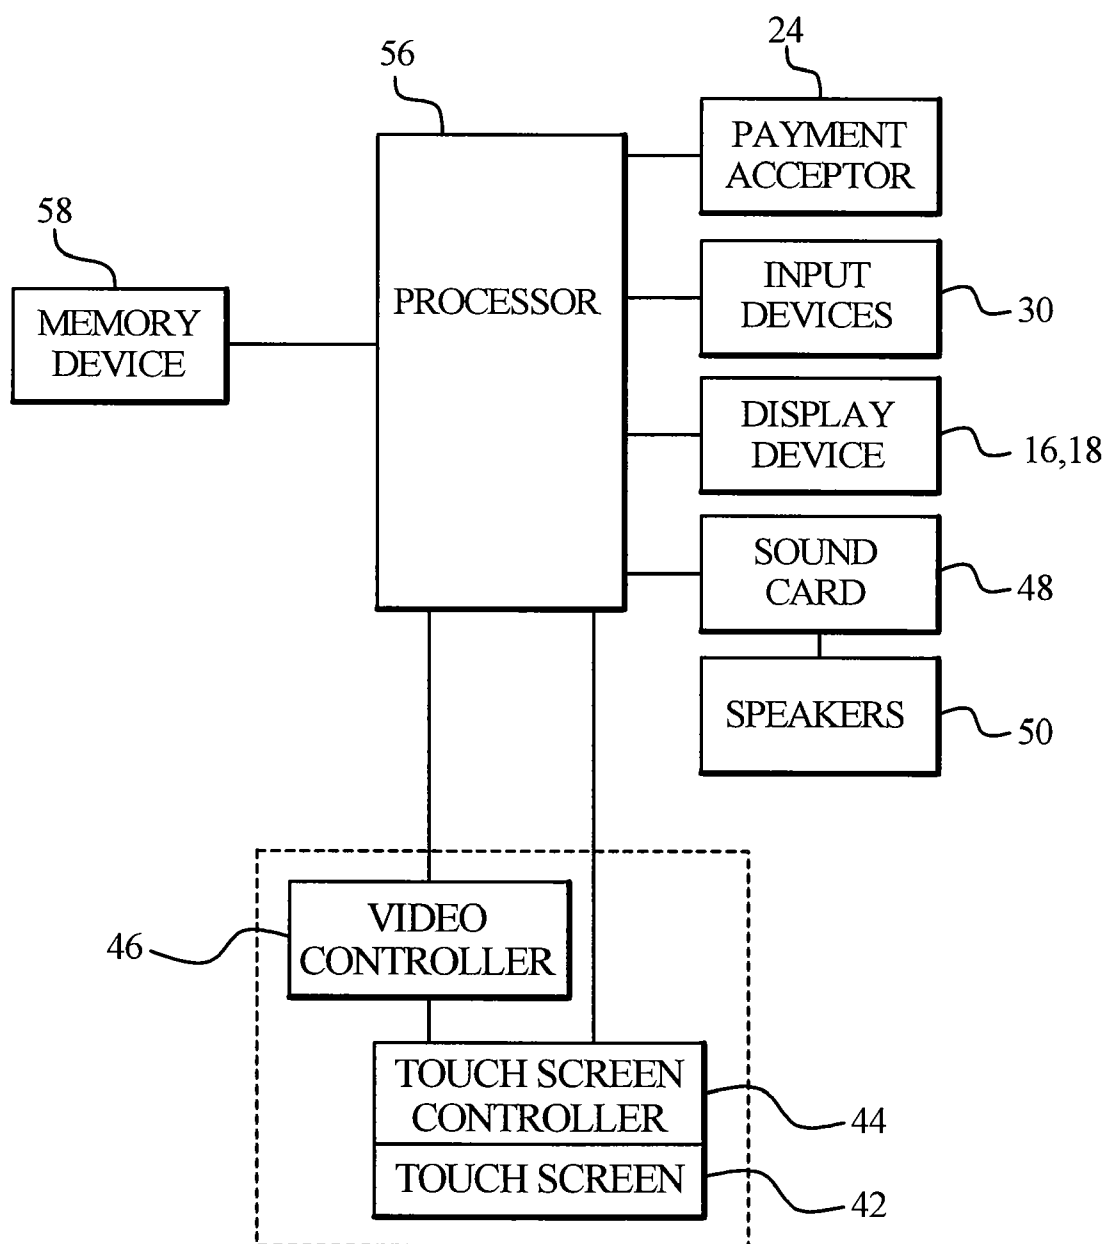 24
56
PAYMENT
ACCEPTOR
58
PROCESSOR
INPUT
DEVICES
30
MEMORY
DEVICE
DISPLAY
DEVICE
16,18
SOUND
CARD
48
SPEAKERS
50
VIDEO
CONTROLLER
46
TOUCH SCREEN
CONTROLLER
44
TOUCH SCREEN
42